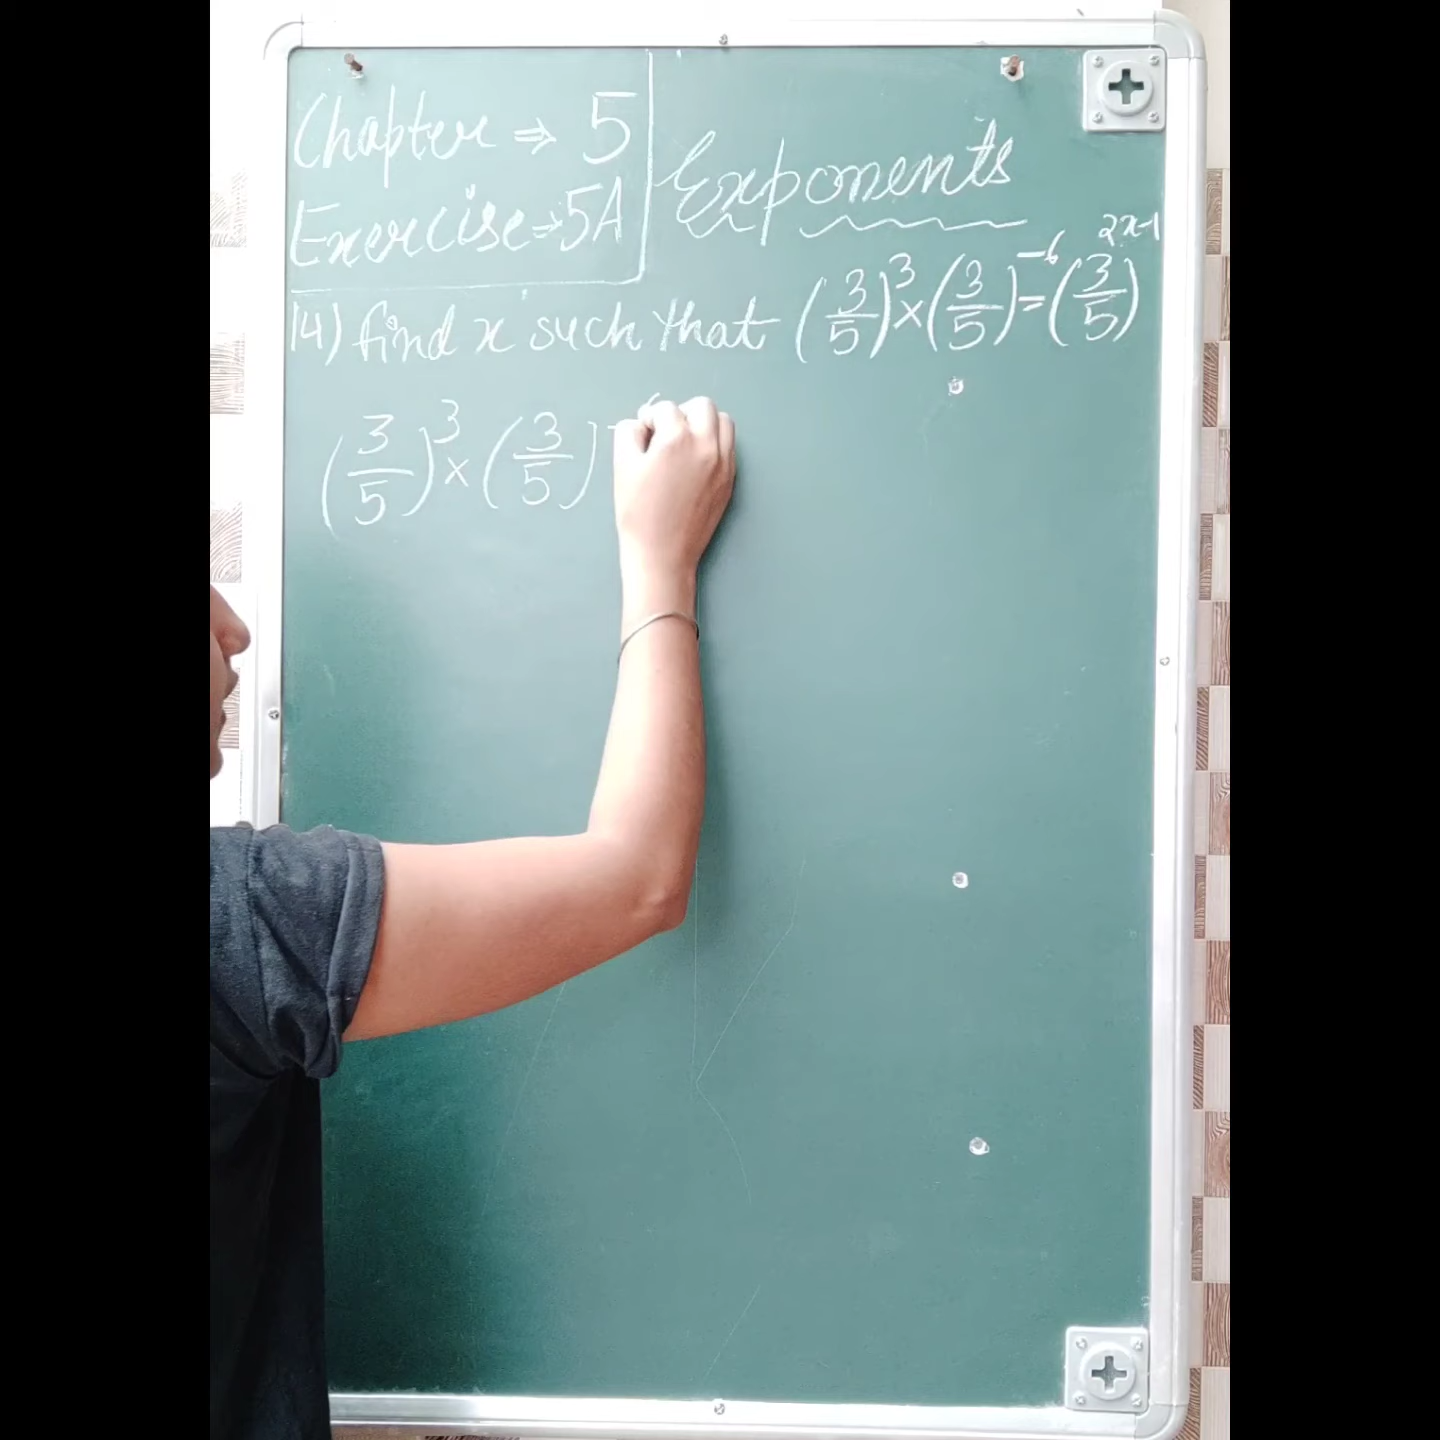 Chapter ⇒ 5
Exercise ⇒ 5A
Exponents
14) find x such that (3/5)^3 × (3/5)^-6 = (3/5)^2x-1
(3/5)^3 × (3/5)^-